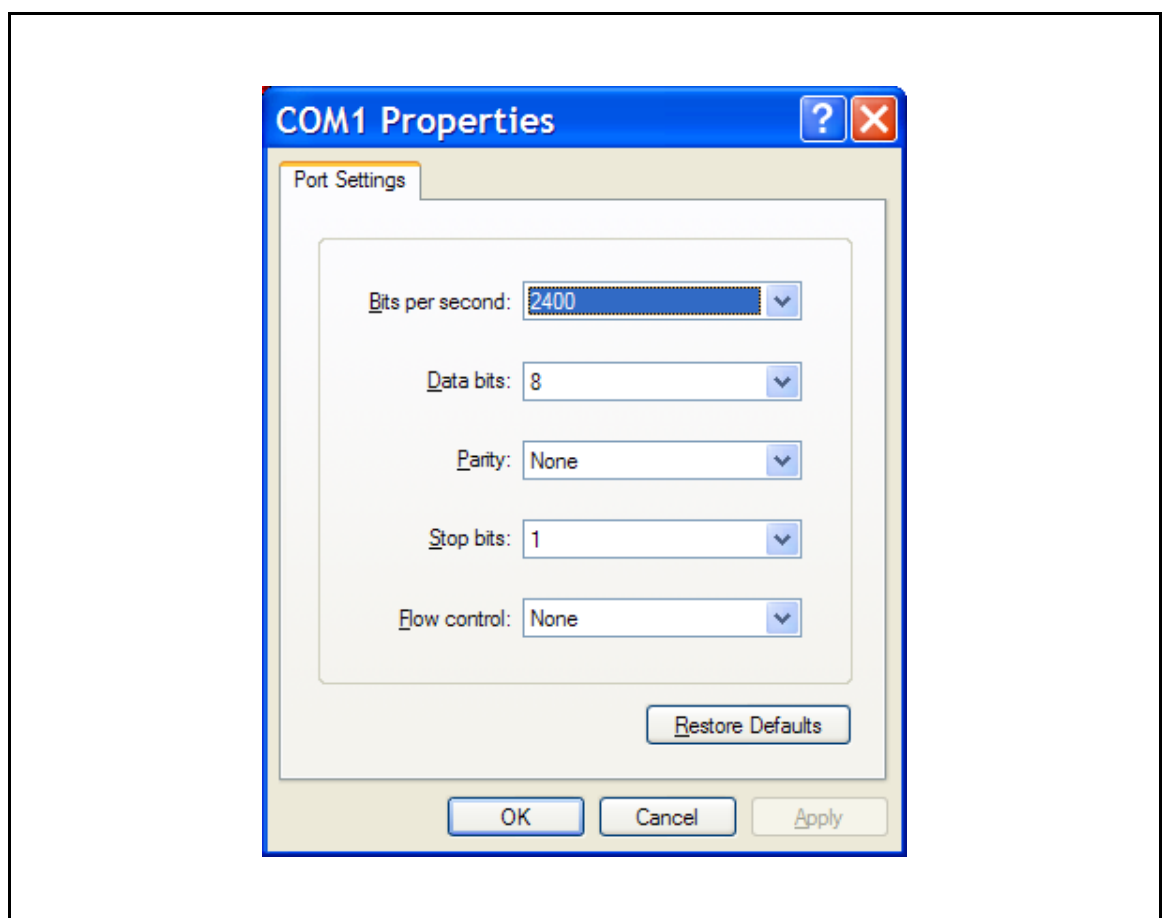 COM1 Properties
Port Settings
Bits per second: 2400
Data bits: 8
Parity: None
Stop bits: 1
Flow control: None
Restore Defaults
OK Cancel Apply